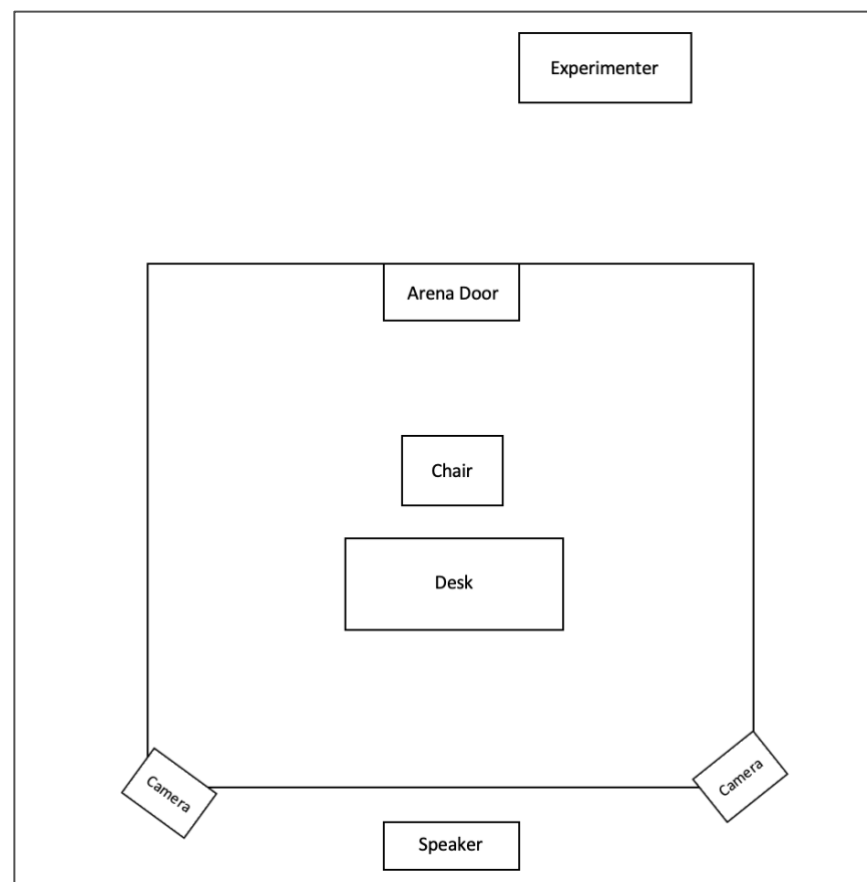 Experimenter
Arena Door
Chair
Desk
Camera
Camera
Speaker